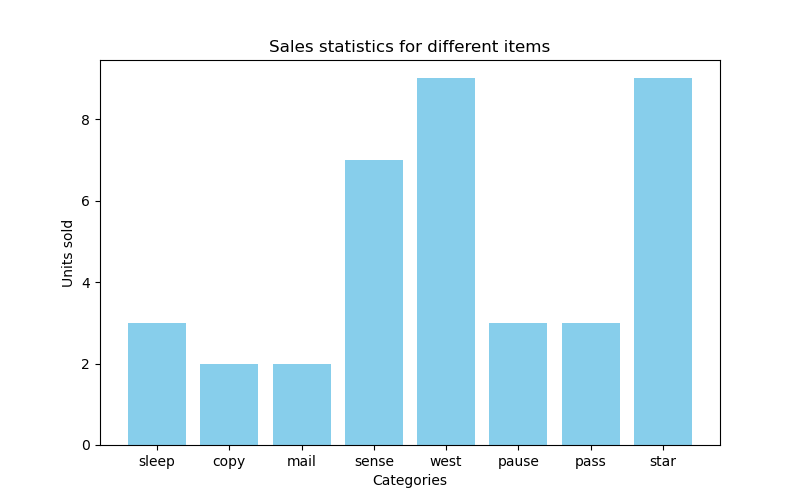 Sales statistics for different items
Units sold
8
6
4
2
0
sleep copy mail sense west pause pass star
Categories